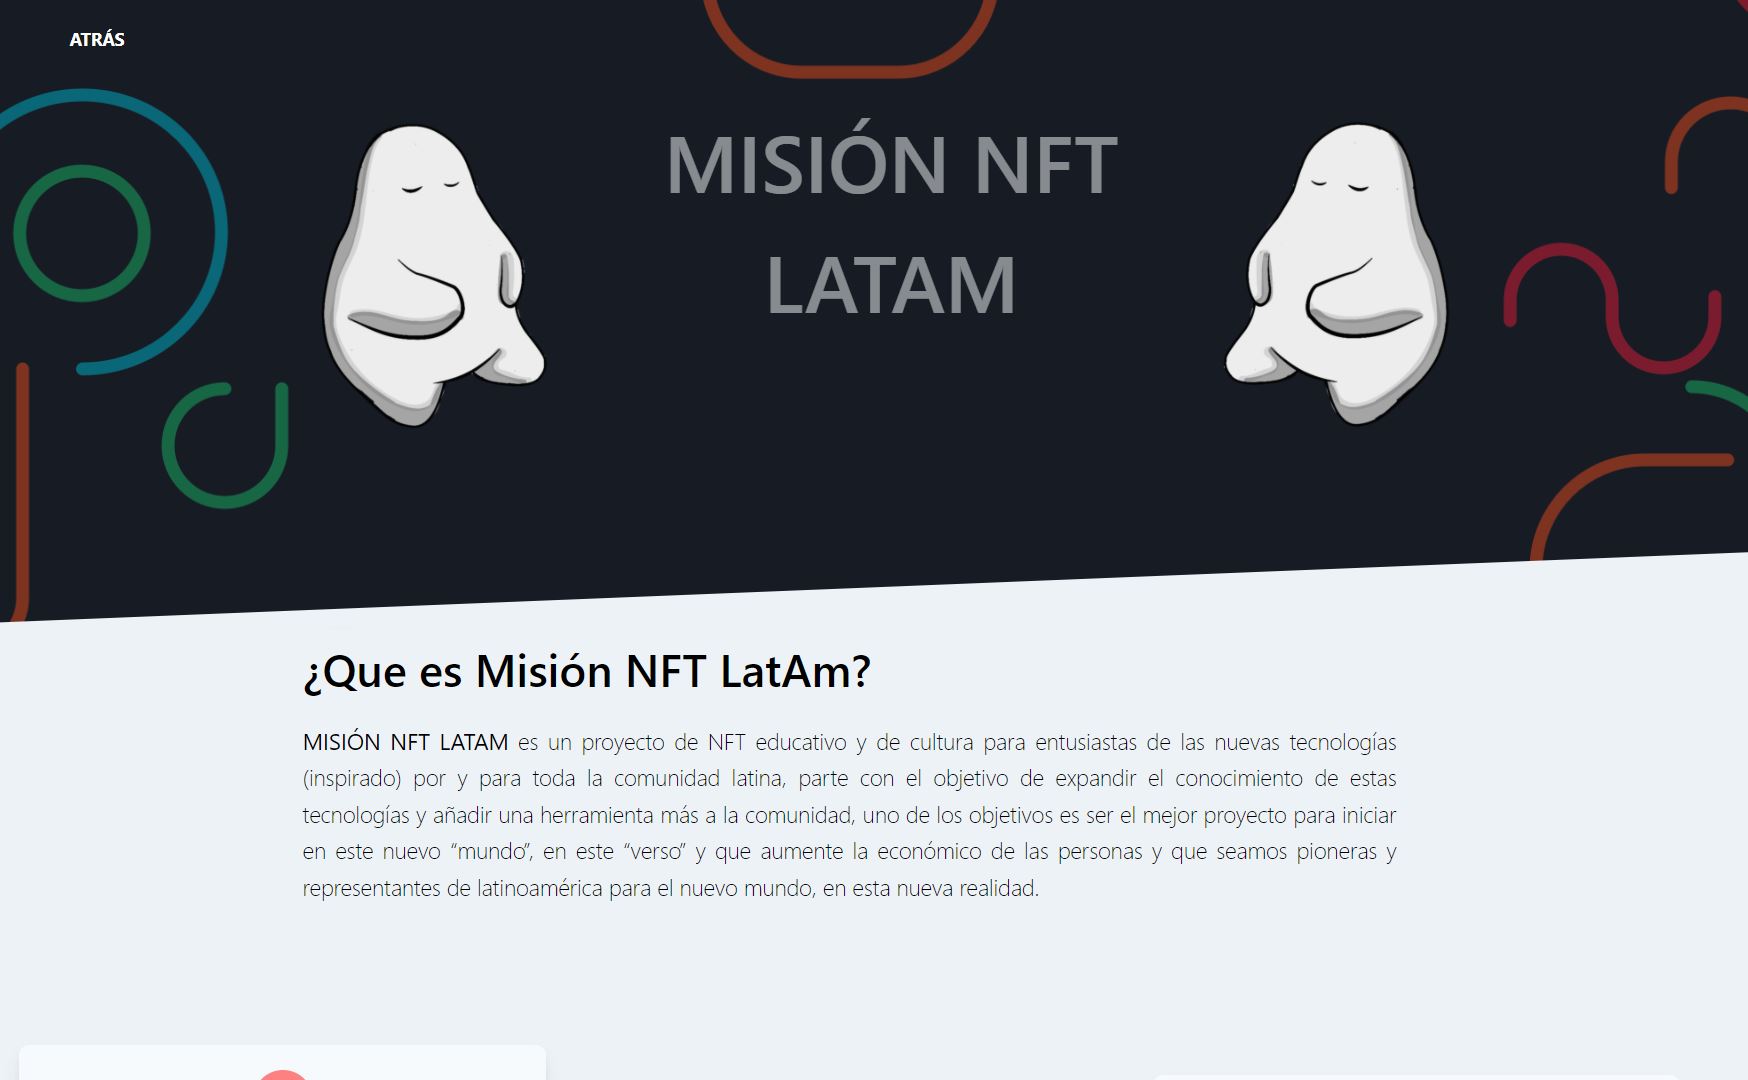 ATRÁS
MISIÓN NFT
LATAM
¿Que es Misión NFT LatAm?
MISIÓN NFT LATAM es un proyecto de NFT educativo y de cultura para entusiastas de las nuevas tecnologías
(inspirado) por y para toda la comunidad latina, parte con el objetivo de expandir el conocimiento de estas
tecnologías y añadir una herramienta más a la comunidad, uno de los objetivos es ser el mejor proyecto para iniciar
en este nuevo “mundo”, en este “verso” y que aumente la económico de las personas y que seamos pioneras y
representantes de latinoamérica para el nuevo mundo, en esta nueva realidad.